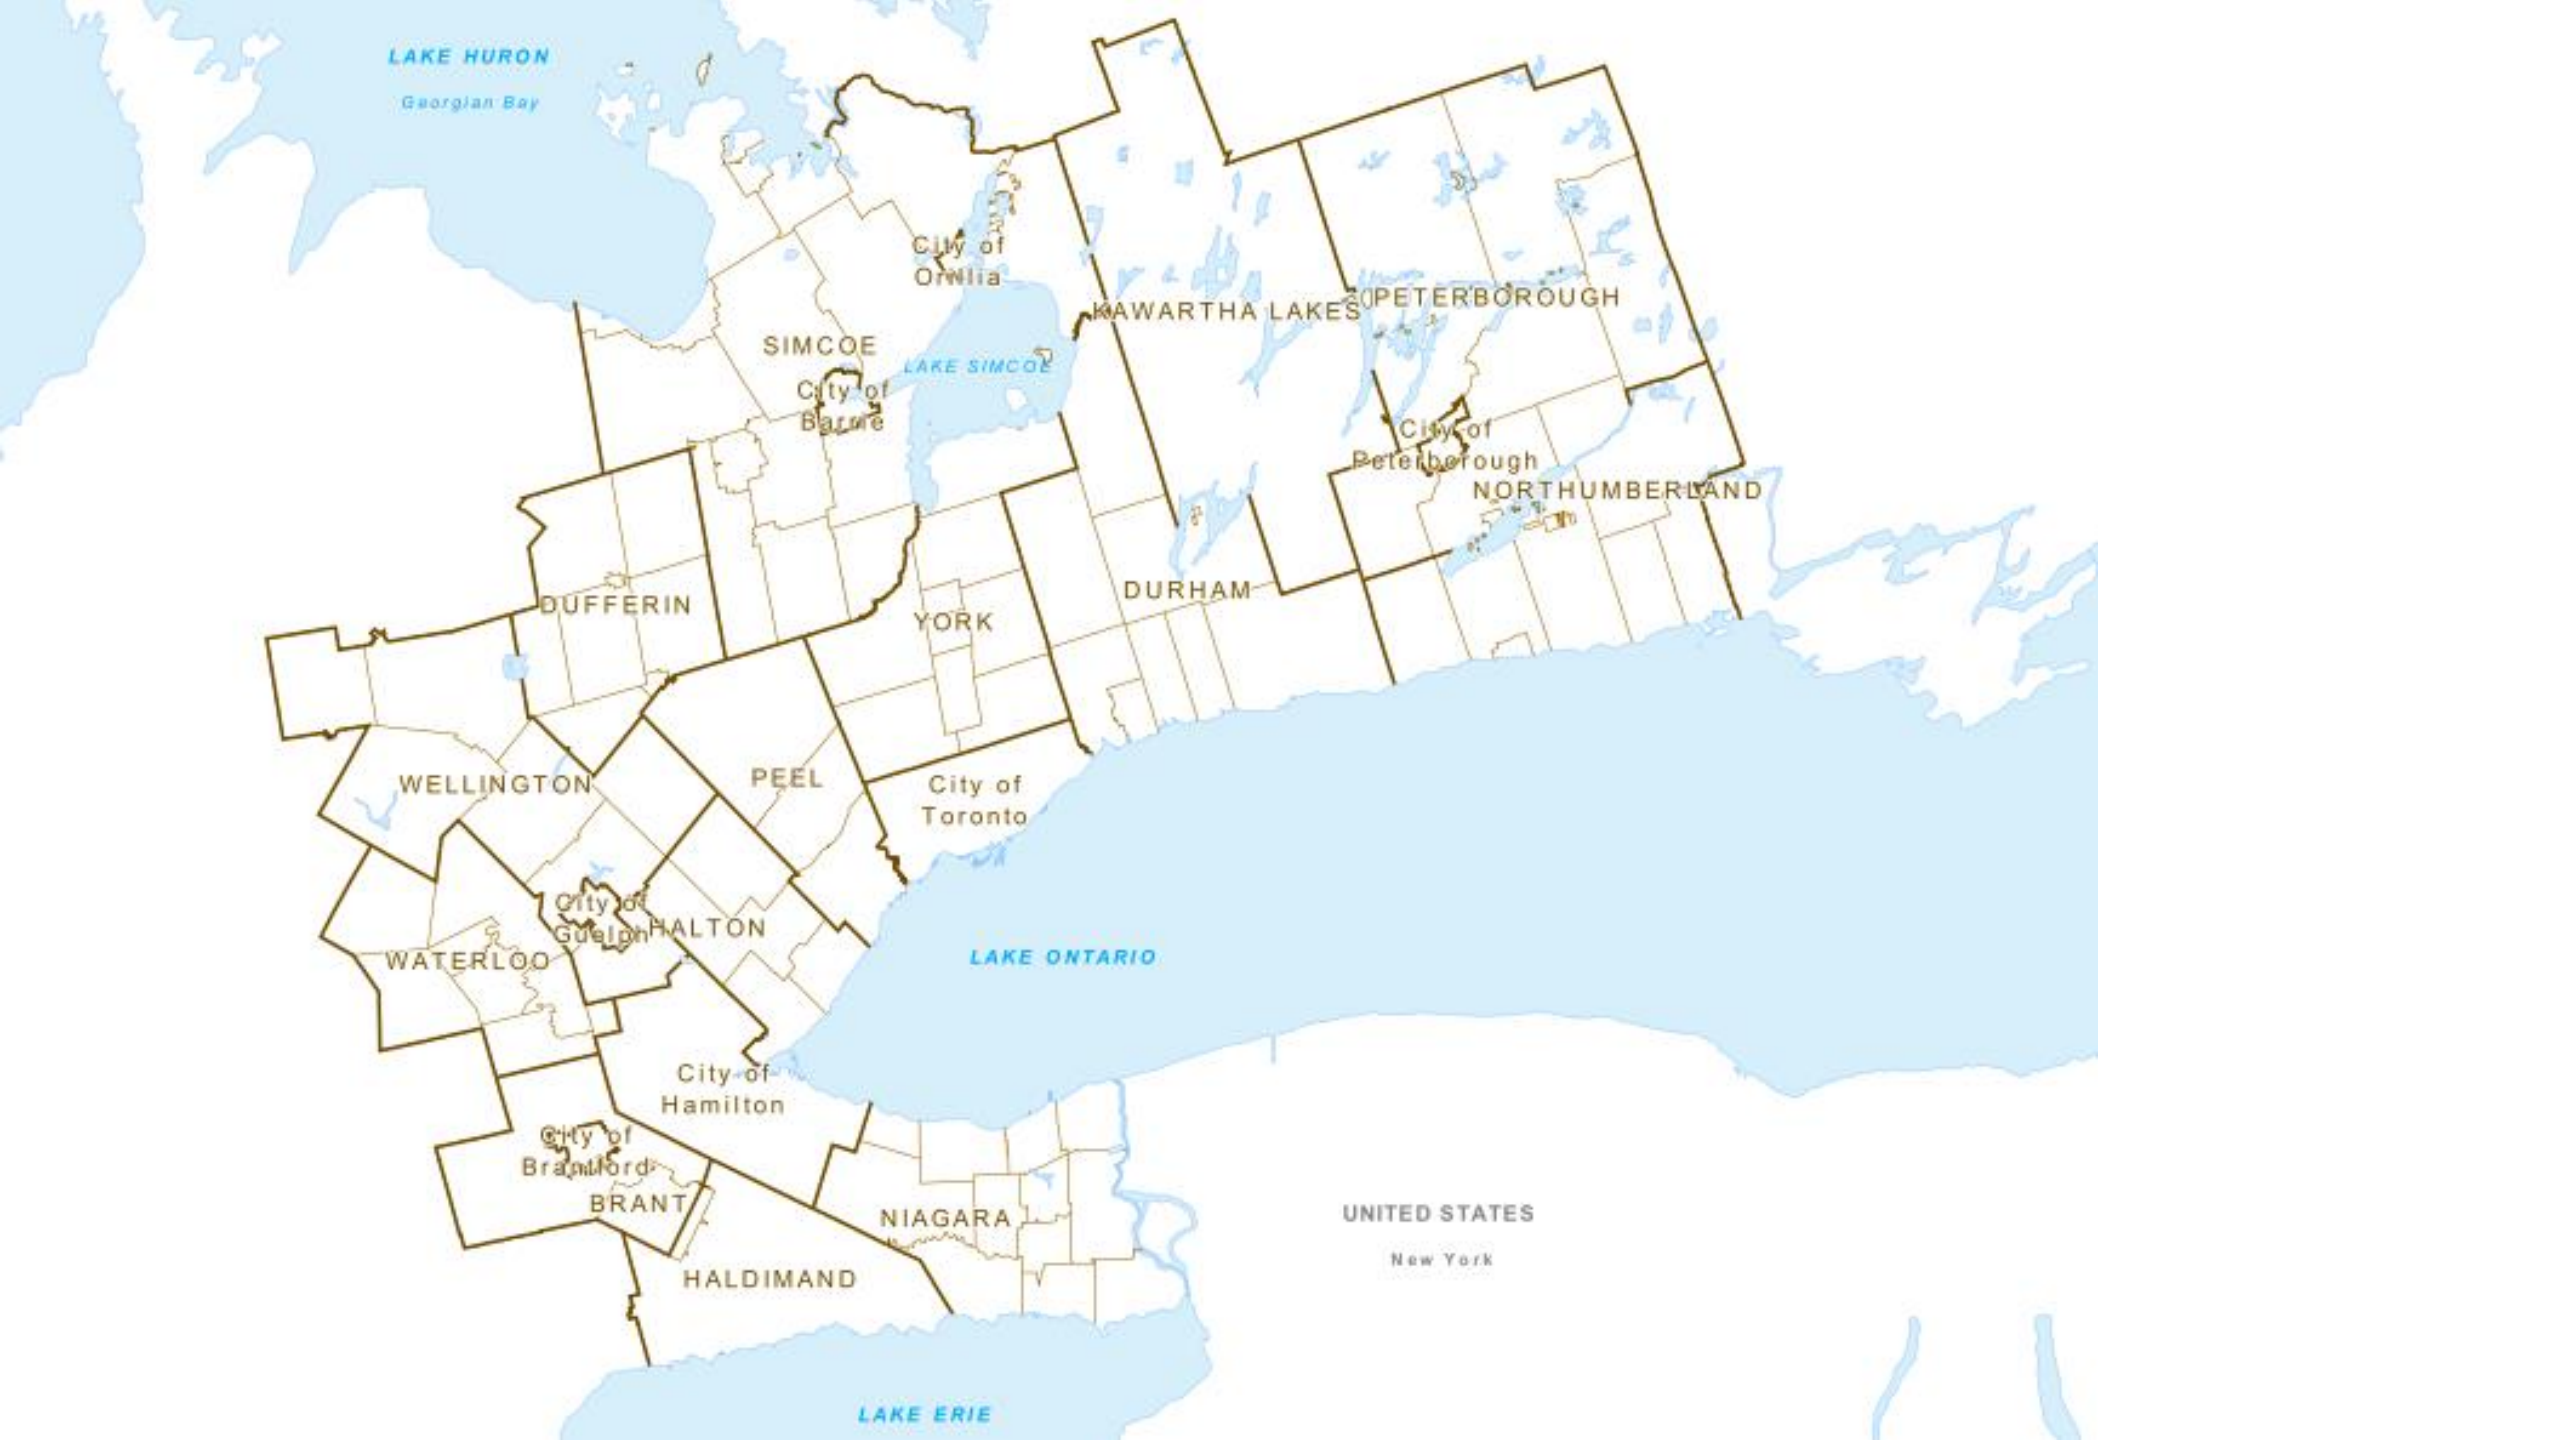 LAKE HURON
Georgian Bay
City of
Orillia
KAWARTHA LAKES
PETERBOROUGH
SIMCOE
LAKE SIMCOE
City of
Barrie
City of
Peterborough
NORTHUMBERLAND
DUFFERIN
YORK
DURHAM
WELLINGTON
PEEL
City of
Toronto
City of
Guelph
HALTON
WATERLOO
LAKE ONTARIO
City of
Hamilton
City of
Brantford
BRANT
NIAGARA
UNITED STATES
New York
HALDIMAND
LAKE ERIE